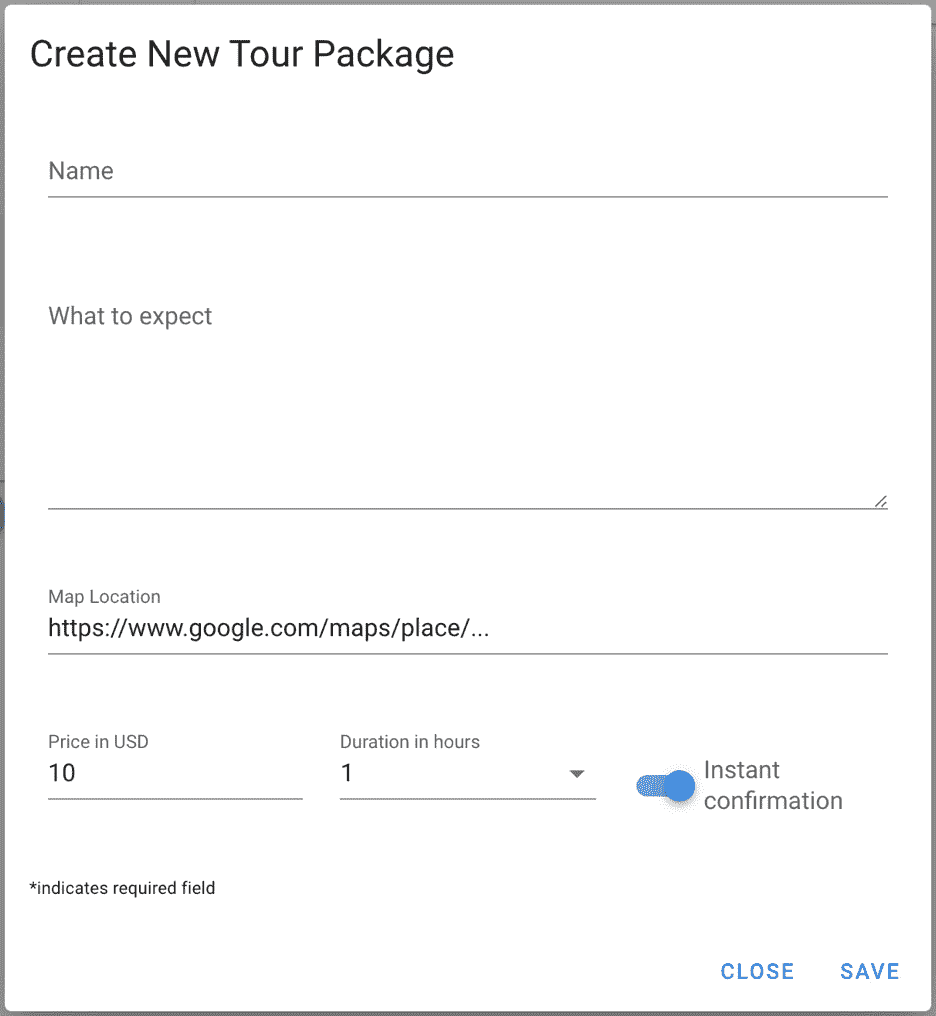 Create New Tour Package
Name
What to expect
Map Location
https://www.google.com/maps/place/...
Price in USD
Duration in hours
10
1
Instant
confirmation
*indicates required field
CLOSE
SAVE